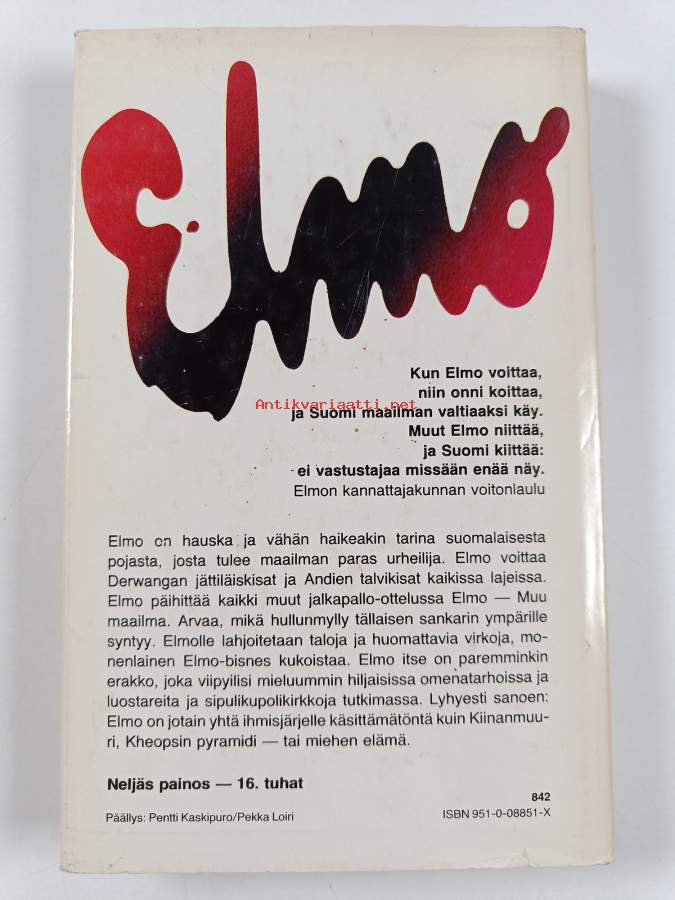 Elmo
Kun Elmo voittaa,
niin onni koittaa,
Antikvariaatti.net
ja Suomi maailman valtiaaksi käy.
Muut Elmo niittää,
ja Suomi kiittää:
ei vastustajaa missään enää näy.
Elmon kannattajakunnan voitonlaulu
Elmo on hauska ja vähän haikeakin tarina suomalaisesta
pojasta, josta tulee maailman paras urheilija. Elmo voittaa
Derwangan jättiläiskisat ja Andien talvikisat kaikissa lajeissa.
Elmo päihittää kaikki muut jalkapallo-ottelussa Elmo — Muu
maailma. Arvaa, mikä hullunmylly tällaisen sankarin ympärille
syntyy. Elmolle lahjoitetaan taloja ja huomattavia virkoja, mo-
nenlainen Elmo-bisnes kukoistaa. Elmo itse on paremminkin
erakko, joka viipyilisi mieluummin hiljaisissa omenatarhoissa ja
luostareita ja sipulikupolikirkkoja tutkimassa. Lyhyesti sanoen:
Elmo on jotain yhtä ihmisjärjelle käsittämätöntä kuin Kiinanmuu-
ri, Kheopsin pyramidi — tai miehen elämä.
Neljäs painos — 16. tuhat
842
Päällys: Pentti Kaskipuro/Pekka Loiri
ISBN 951-0-08851-X